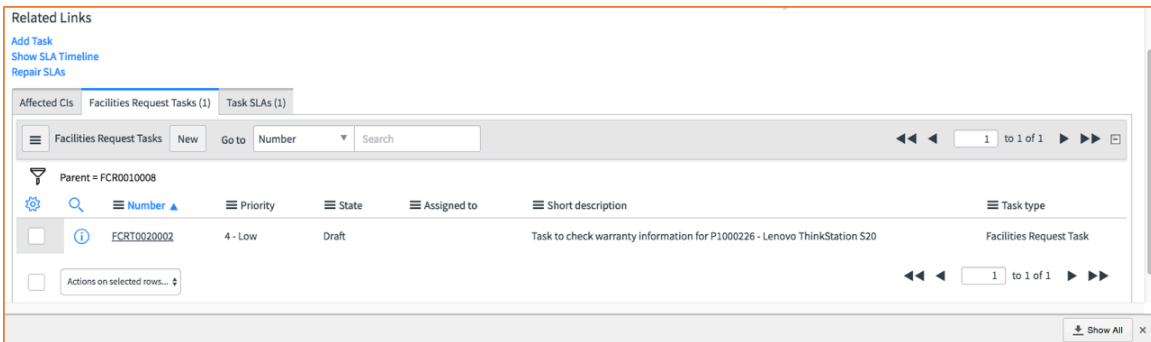 Related Links
Add Task
Show SLA Timeline
Repair SLAs
Affected CIs Facilities Request Tasks (1) Task SLAs (1)
Facilities Request Tasks New Go to Number Search 1 to 1 of 1
Parent = FCR0010008
Number Priority State Assigned to Short description Task type
FCRT0020002 4 - Low Draft Task to check warranty information for P1000226 - Lenovo ThinkStation S20 Facilities Request Task
Actions on selected rows... 1 to 1 of 1
Show All